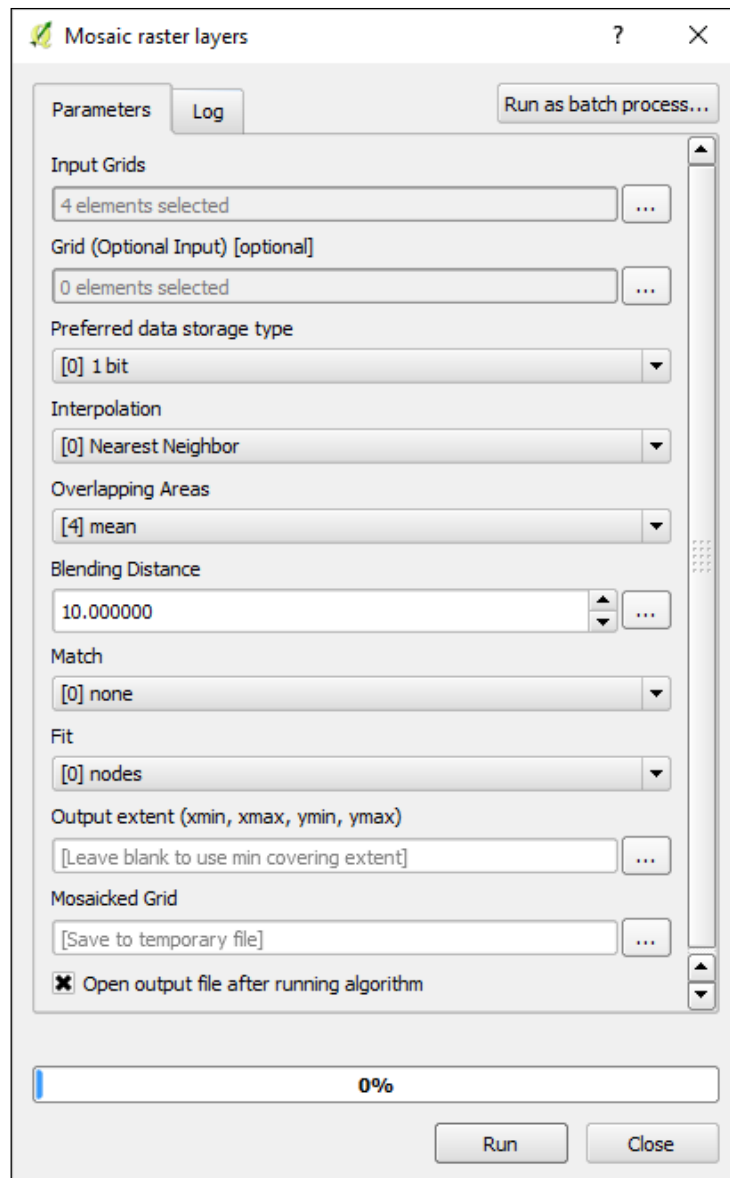 Mosaic raster layers
?
Parameters
Log
Run as batch process...
Input Grids
4 elements selected
...
Grid (Optional Input) [optional]
0 elements selected
...
Preferred data storage type
[0] 1 bit
Interpolation
[0] Nearest Neighbor
Overlapping Areas
[4] mean
Blending Distance
10.000000
...
Match
[0] none
Fit
[0] nodes
Output extent (xmin, xmax, ymin, ymax)
[Leave blank to use min covering extent]
...
Mosaicked Grid
[Save to temporary file]
...
Open output file after running algorithm
0%
Run
Close